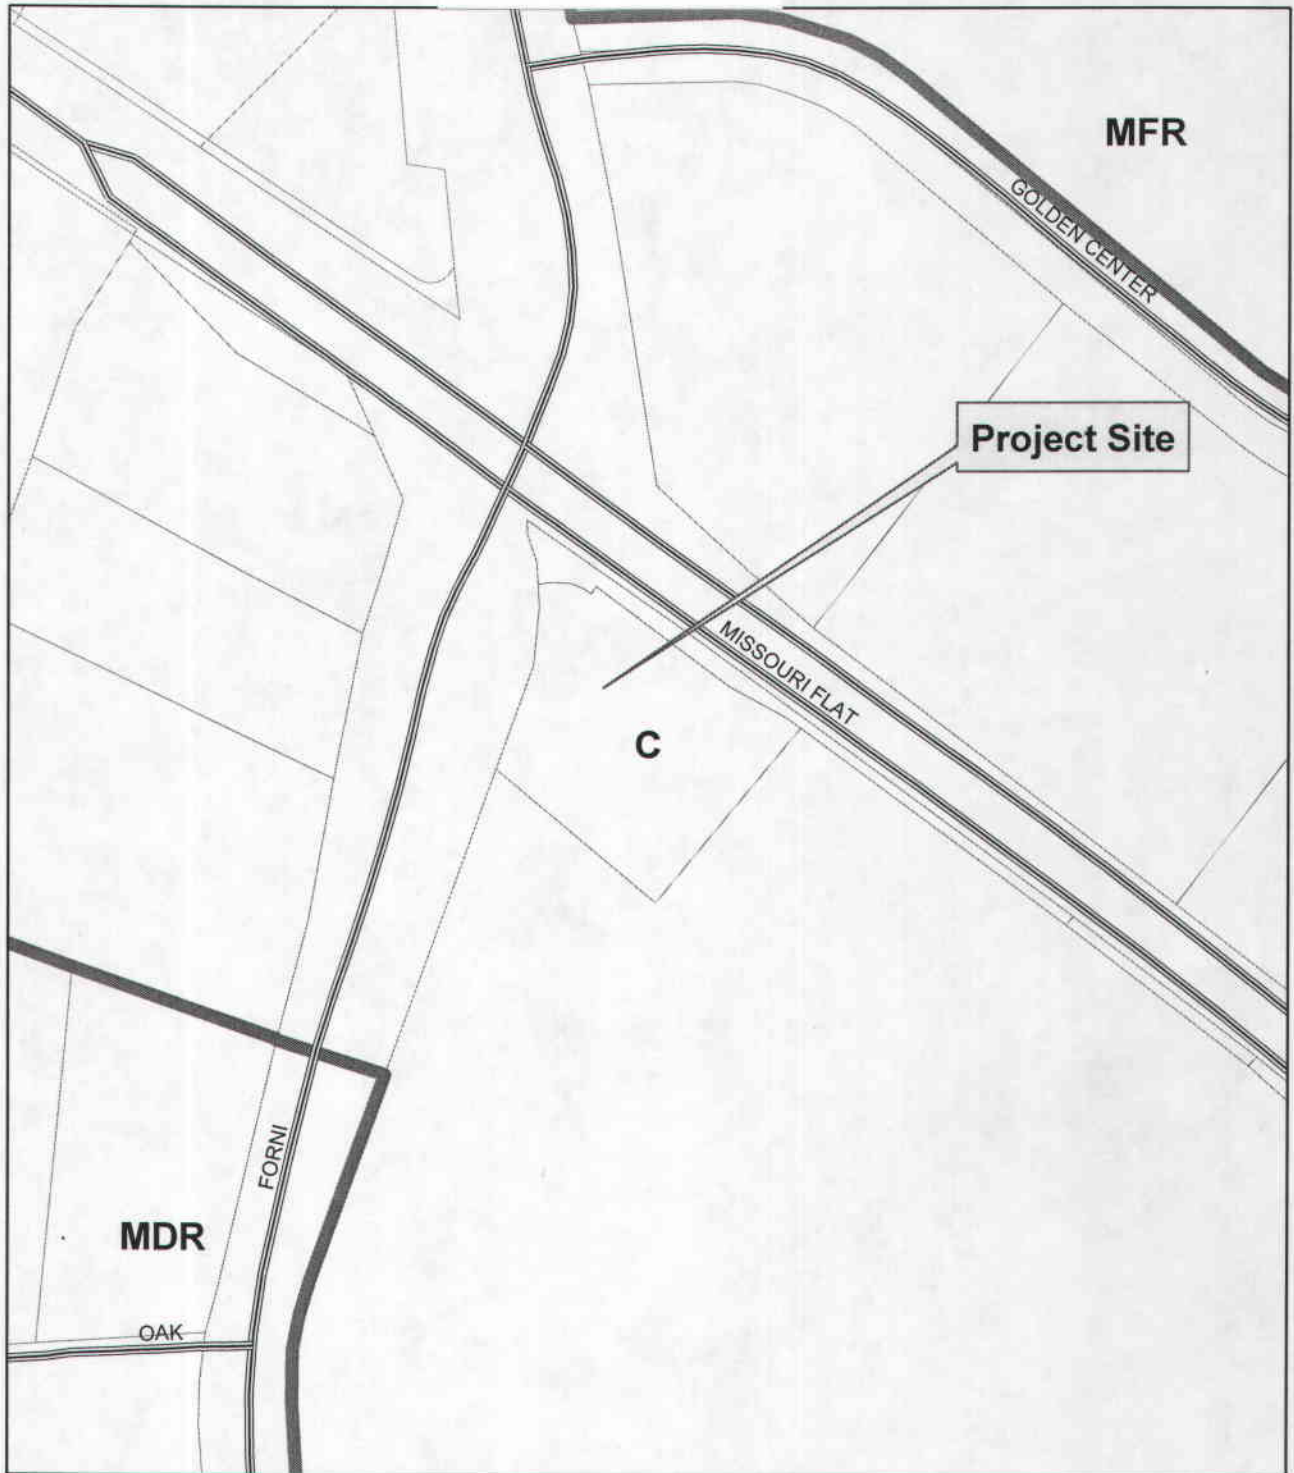 MFR
GOLDEN CENTER
Project Site
MISSOURI FLAT
C
FORNI
MDR
OAK